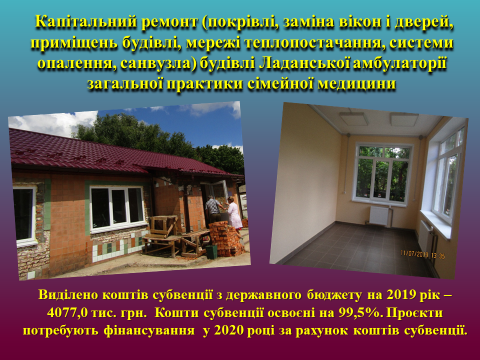 Капітальний ремонт (покрівлі, заміна вікон і дверей,
приміщень будівлі, мережі теплопостачання, системи
опалення, санвузла) будівлі Ладанської амбулаторії
загальної практики сімейної медицини
Виділено коштів субвенції з державного бюджету на 2019 рік –
4077,0 тис. грн. Кошти субвенції освоєні на 99,5%. Проєкти
потребують фінансування у 2020 році за рахунок коштів субвенції.